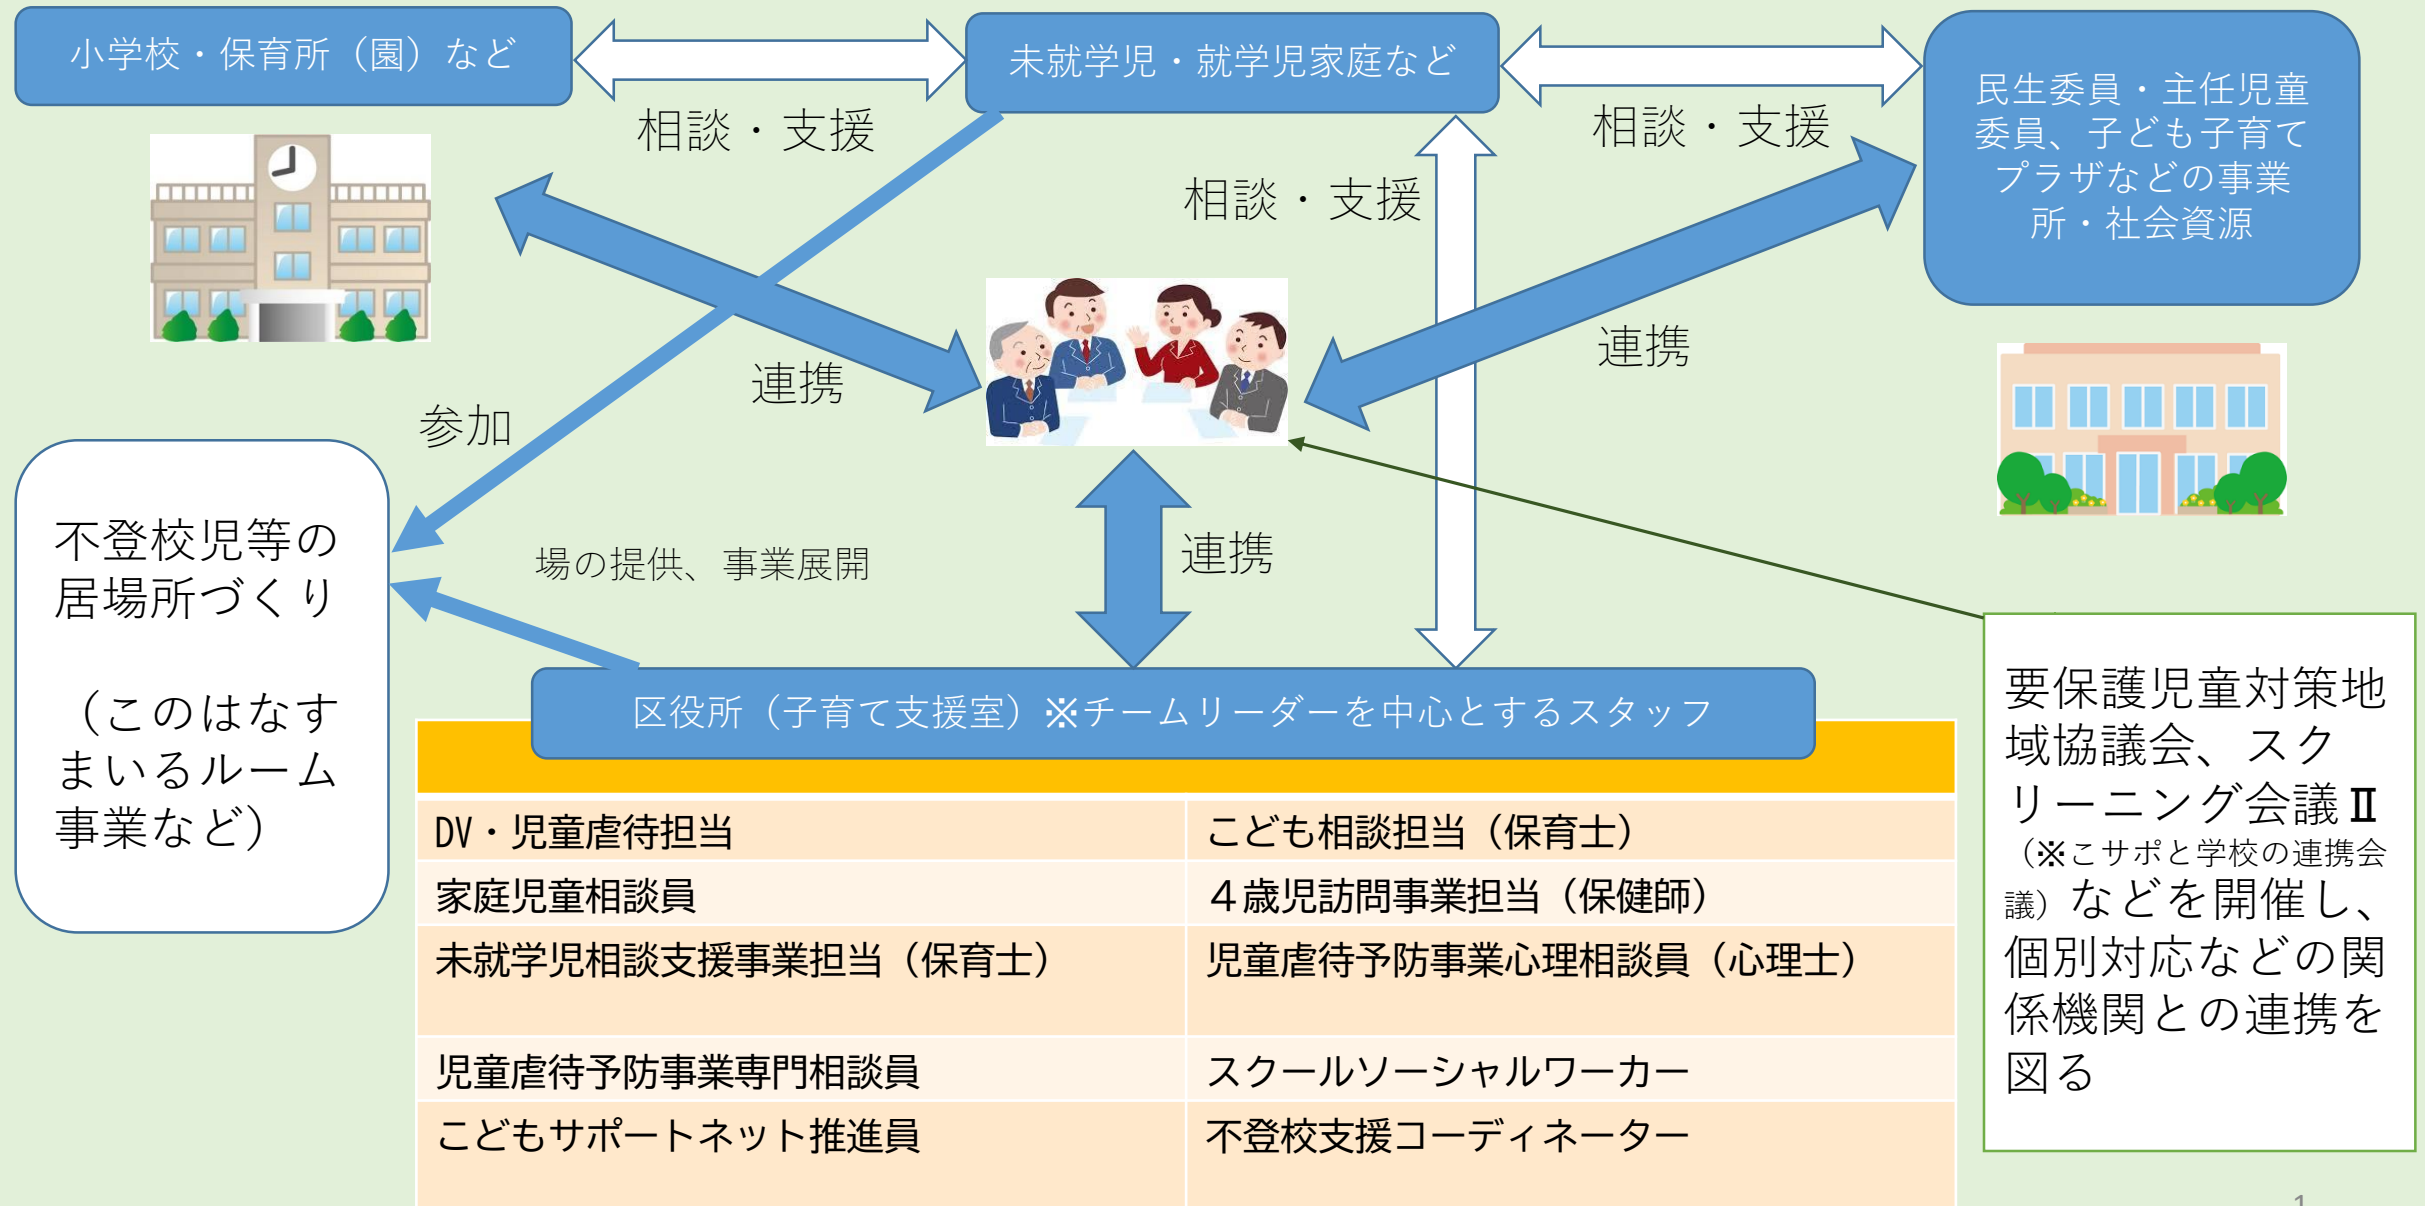 小学校・保育所（園）など
未就学児・就学児家庭など
民生委員・主任児童
委員、子ども子育て
プラザなどの事業
所・社会資源
相談・支援
相談・支援
相談・支援
連携
連携
参加
連携
場の提供、事業展開
不登校児等の
居場所づくり
（このはなす
まいるルーム
事業など）
区役所（子育て支援室）※チームリーダーを中心とするスタッフ
DV・児童虐待担当
こども相談担当（保育士）
家庭児童相談員
４歳児訪問事業担当（保健師）
未就学児相談支援事業担当（保育士）
児童虐待予防事業心理相談員（心理士）
児童虐待予防事業専門相談員
スクールソーシャルワーカー
こどもサポートネット推進員
不登校支援コーディネーター
要保護児童対策地
域協議会、スク
リーニング会議Ⅱ
（※こサポと学校の連携会
議）などを開催し、
個別対応などの関
係機関との連携を
図る
1